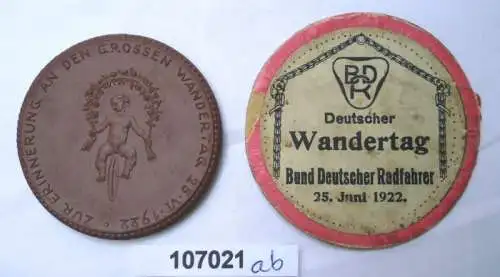 ZUR ERINNERUNG AN DEN GROSSEN WANDERTAG 25·VI·1922
BDR
Deutscher
Wandertag
Bund Deutscher Radfahrer
25. Juni 1922.
107021 ab